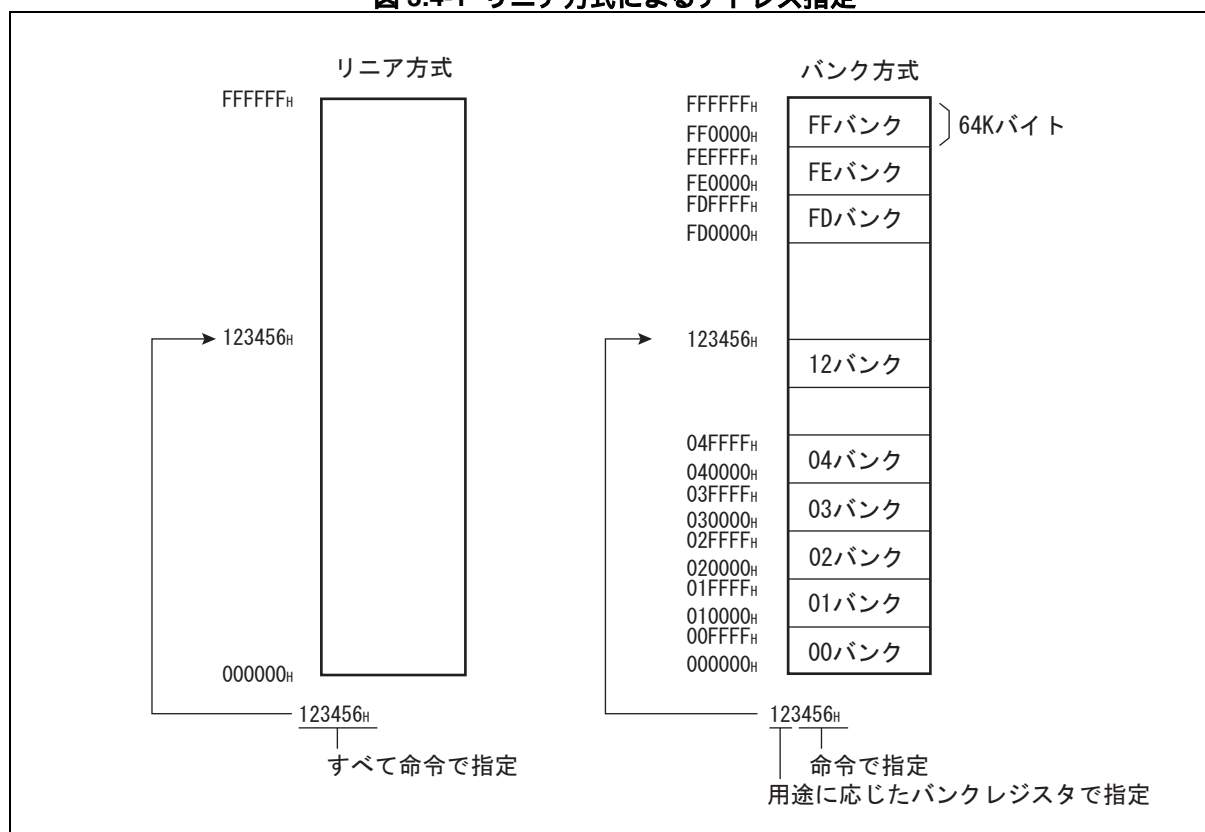 リニア方式
FFFFFFH
123456H
000000H
123456H
すべて命令で指定
バンク方式
FFFFFFH
FFバンク
64Kバイト
FF0000H
FEFFFFH
FEバンク
FE0000H
FDFFFFH
FDバンク
FD0000H
123456H
12バンク
04FFFFH
04バンク
040000H
03FFFFH
03バンク
030000H
02FFFFH
02バンク
020000H
01FFFFH
01バンク
010000H
00FFFFH
00バンク
000000H
123456H
命令で指定
用途に応じたバンクレジスタで指定